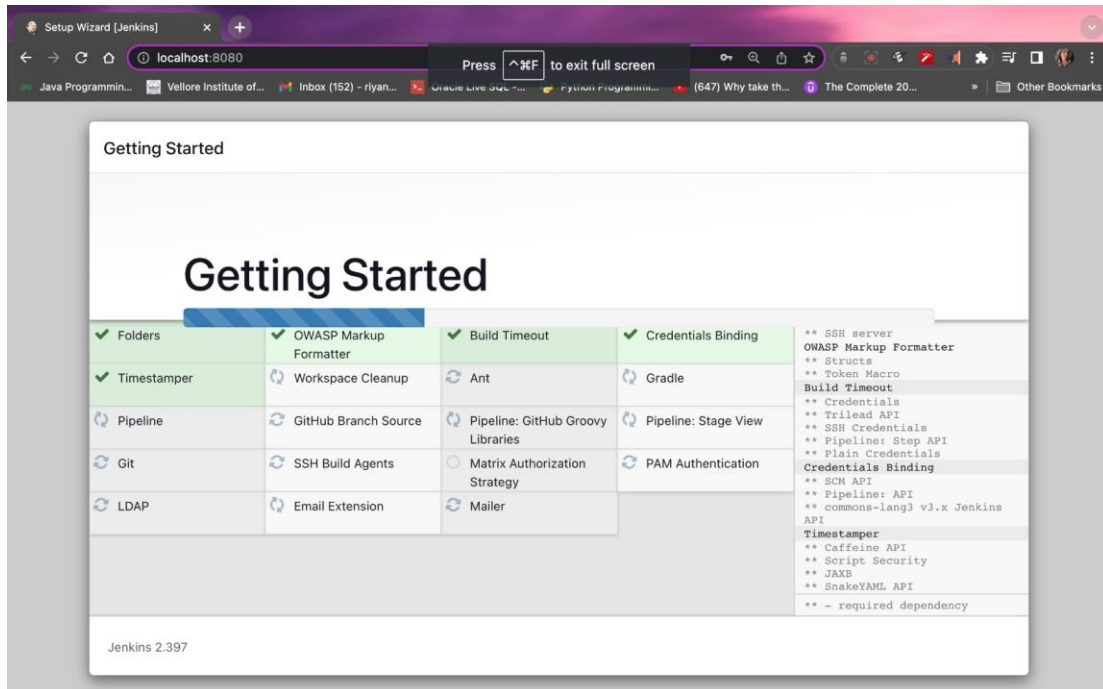 Setup Wizard [Jenkins]
localhost:8080
Press ^⌘F to exit full screen
Java Programmin...
Vellore Institute of...
Inbox (152) – riyan...
Oracle Live SQL -...
Python Programmi...
(647) Why take th...
The Complete 20...
»
Other Bookmarks
Getting Started
Getting Started
Folders
OWASP Markup
Formatter
Build Timeout
Credentials Binding
Timestamper
Workspace Cleanup
Ant
Gradle
Pipeline
GitHub Branch Source
Pipeline: GitHub Groovy
Libraries
Pipeline: Stage View
Git
SSH Build Agents
Matrix Authorization
Strategy
PAM Authentication
LDAP
Email Extension
Mailer
** SSH server
OWASP Markup Formatter
** Structs
** Token Macro
Build Timeout
** Credentials
** Trilead API
** SSH Credentials
** Pipeline: Step API
** Plain Credentials
Credentials Binding
** SCM API
** Pipeline: API
** commons-lang3 v3.x Jenkins
API
Timestamper
** Caffeine API
** Script Security
** JAXB
** SnakeYAML API
** - required dependency
Jenkins 2.397